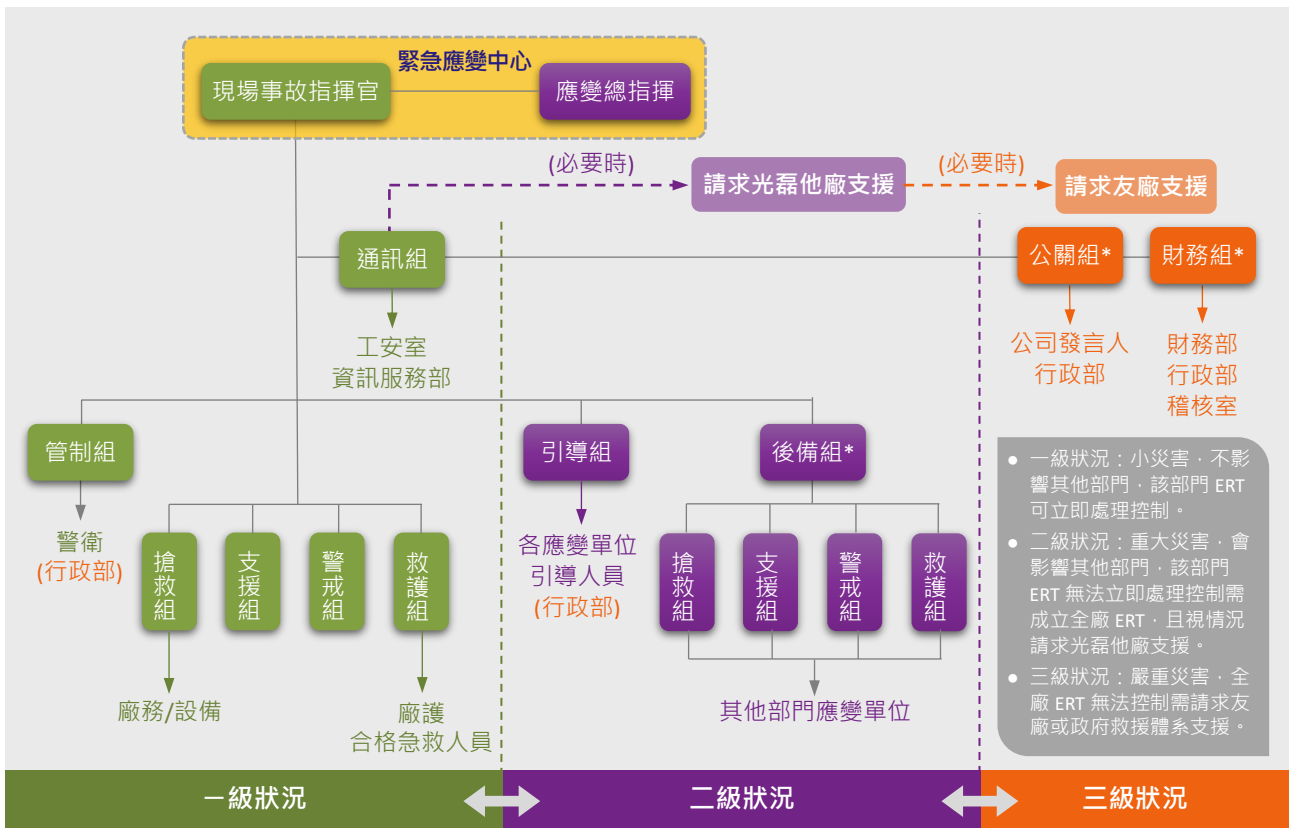 緊急應變中心
現場事故指揮官
應變總指揮
(必要時)
(必要時)
請求光磊他廠支援
請求友廠支援
通訊組
公關組*
財務組*
工安室
資訊服務部
公司發言人
行政部
財務部
行政部
稽核室
管制組
引導組
後備組*
警衛
(行政部)
搶救組
支援組
警戒組
救護組
各應變單位
引導人員
(行政部)
搶救組
支援組
警戒組
救護組
廠務/設備
廠護
合格急救人員
其他部門應變單位
● 一級狀況：小災害，不影
響其他部門，該部門 ERT
可立即處理控制。
● 二級狀況：重大災害，會
影響其他部門，該部門
ERT 無法立即處理控制需
成立全廠 ERT，且視情況
請求光磊他廠支援。
● 三級狀況：嚴重災害，全
廠 ERT 無法控制需請求友
廠或政府救援體系支援。
一級狀況
二級狀況
三級狀況